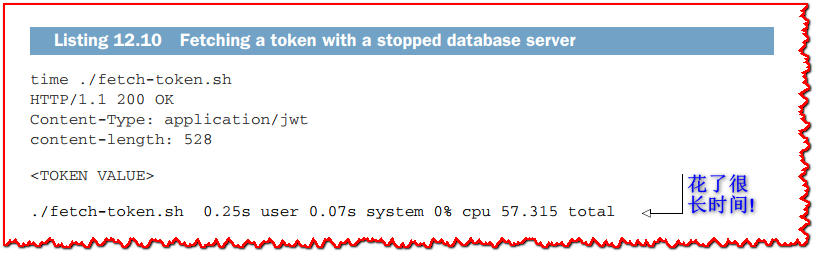 Listing 12.10 Fetching a token with a stopped database server
time ./fetch-token.sh
HTTP/1.1 200 OK
Content-Type: application/jwt
content-length: 528
<TOKEN VALUE>
./fetch-token.sh 0.25s user 0.07s system 0% cpu 57.315 total
花了很
长时间!